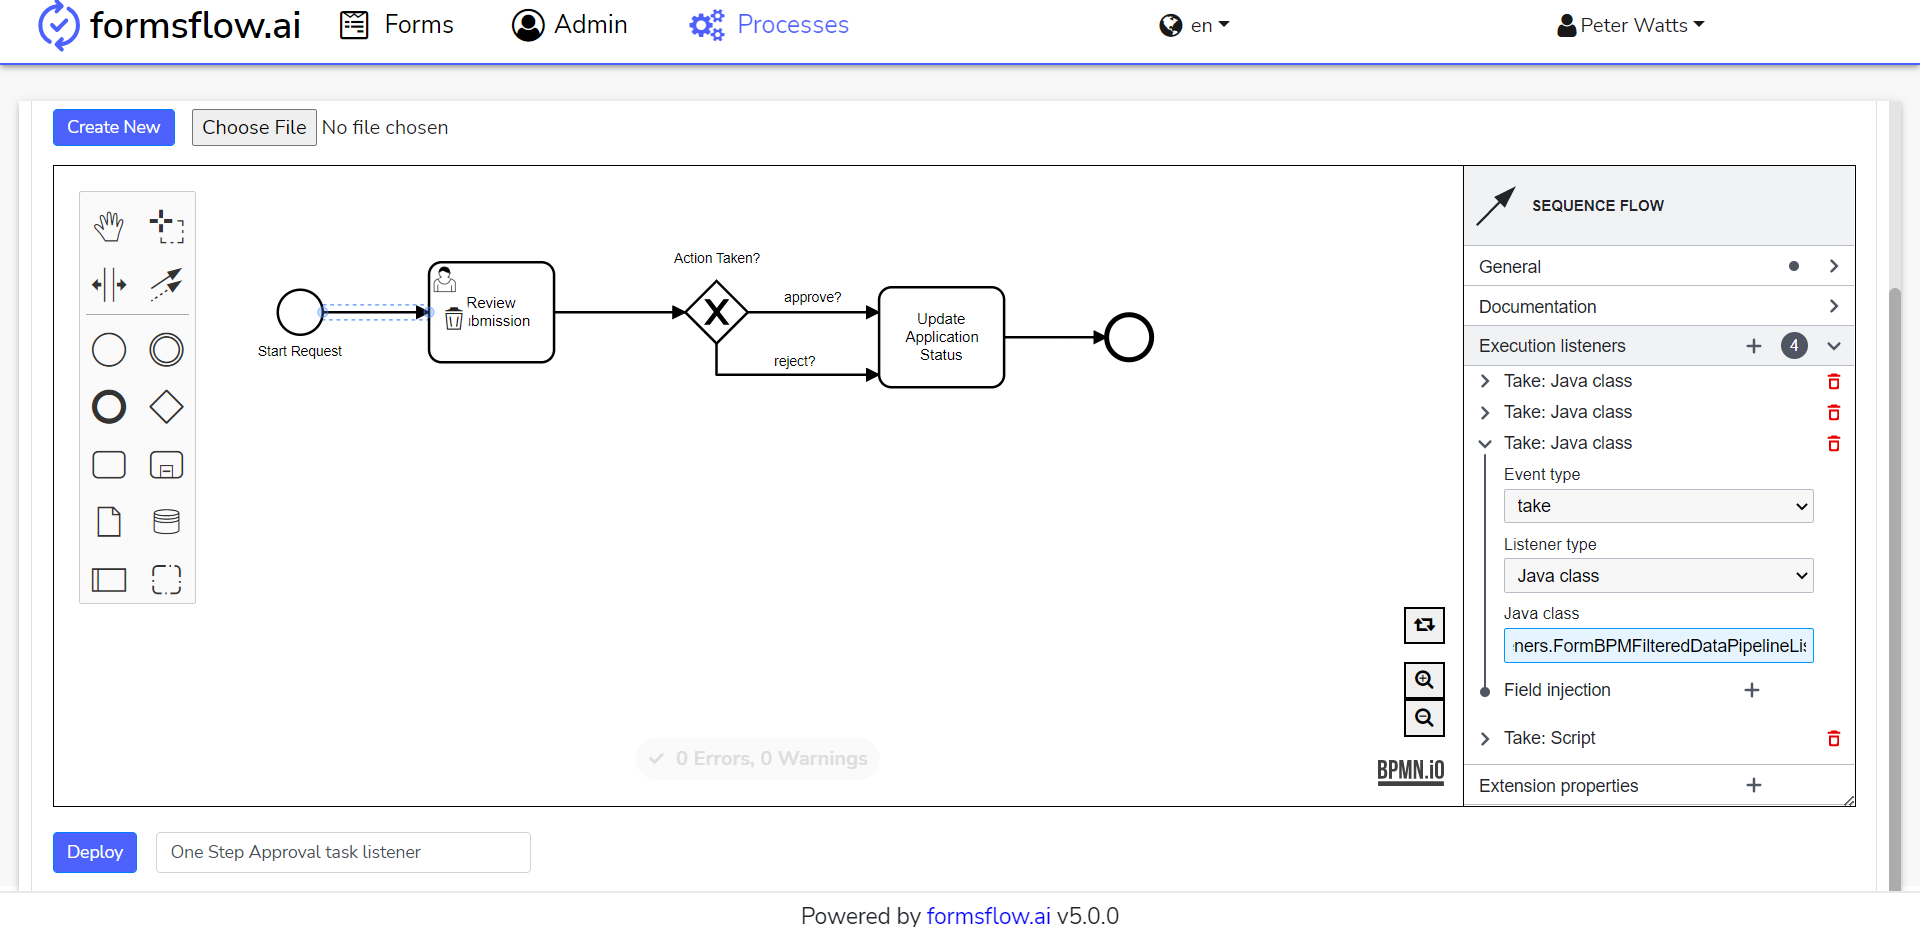 formsflow.ai Forms Admin Processes en Peter Watts
Create New Choose File No file chosen
SEQUENCE FLOW
General
Documentation
Execution listeners 4
Take: Java class
Take: Java class
Take: Java class
Event type
take
Listener type
Java class
Java class
ners.FormBPMFilteredDataPipelineLis
Field injection
Take: Script
Extension properties
Action Taken?
approve?
reject?
Start Request
Review
ibmission
Update
Application
Status
0 Errors, 0 Warnings
BPMN.iO
Deploy One Step Approval task listener
Powered by formsflow.ai v5.0.0